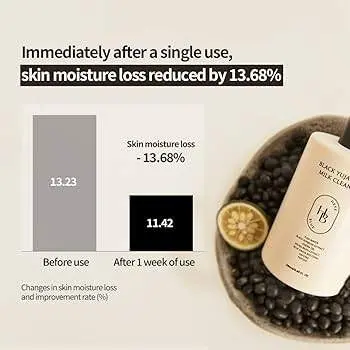 Immediately after a single use,
skin moisture loss reduced by 13.68%
Skin moisture loss
- 13.68%
13.23
11.42
Before use
After 1 week of use
Changes in skin moisture loss
and improvement rate (%)
BLACK YUJA
MILK CLEAN